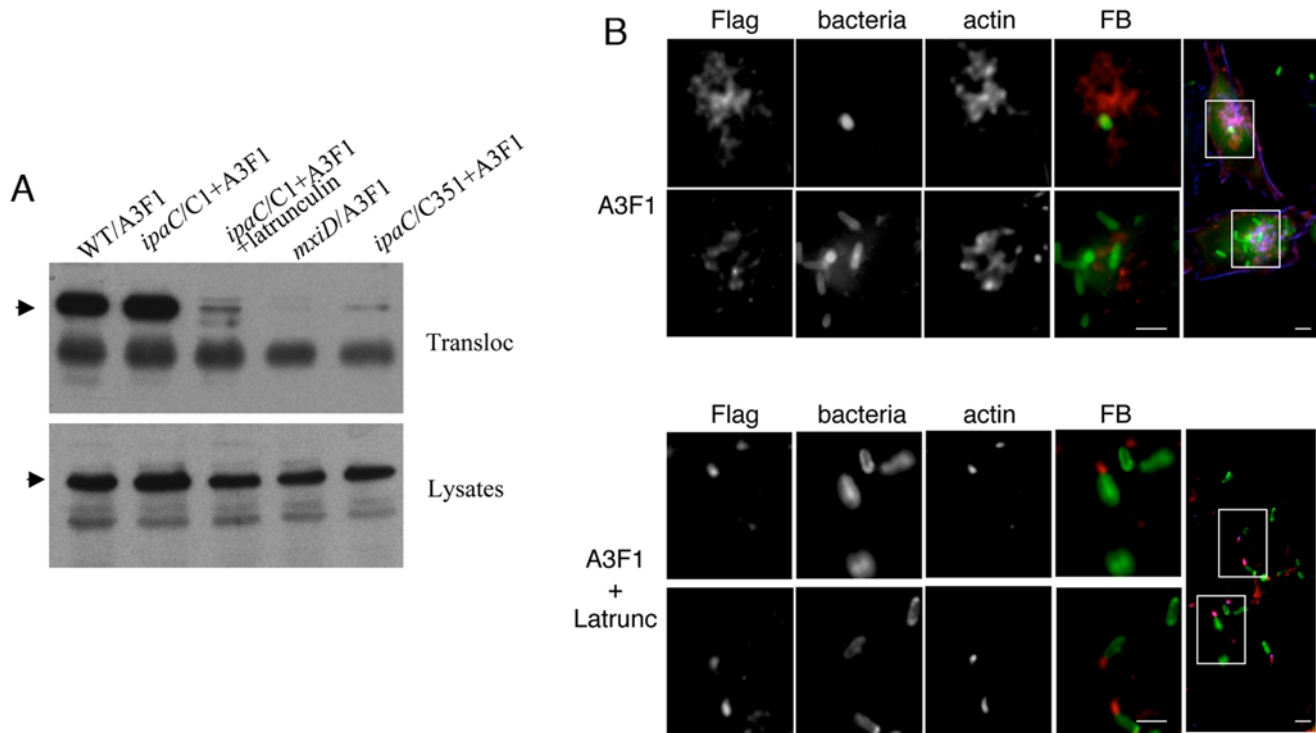 A
WT/A3F1
ipaC/C1+A3F1
ipaC/C1+A3F1
+latrunculin
mxiD/A3F1
ipaC/C351+A3F1
Transloc
Lysates
B
Flag bacteria actin FB
A3F1
Flag bacteria actin FB
A3F1
+
Latrunc